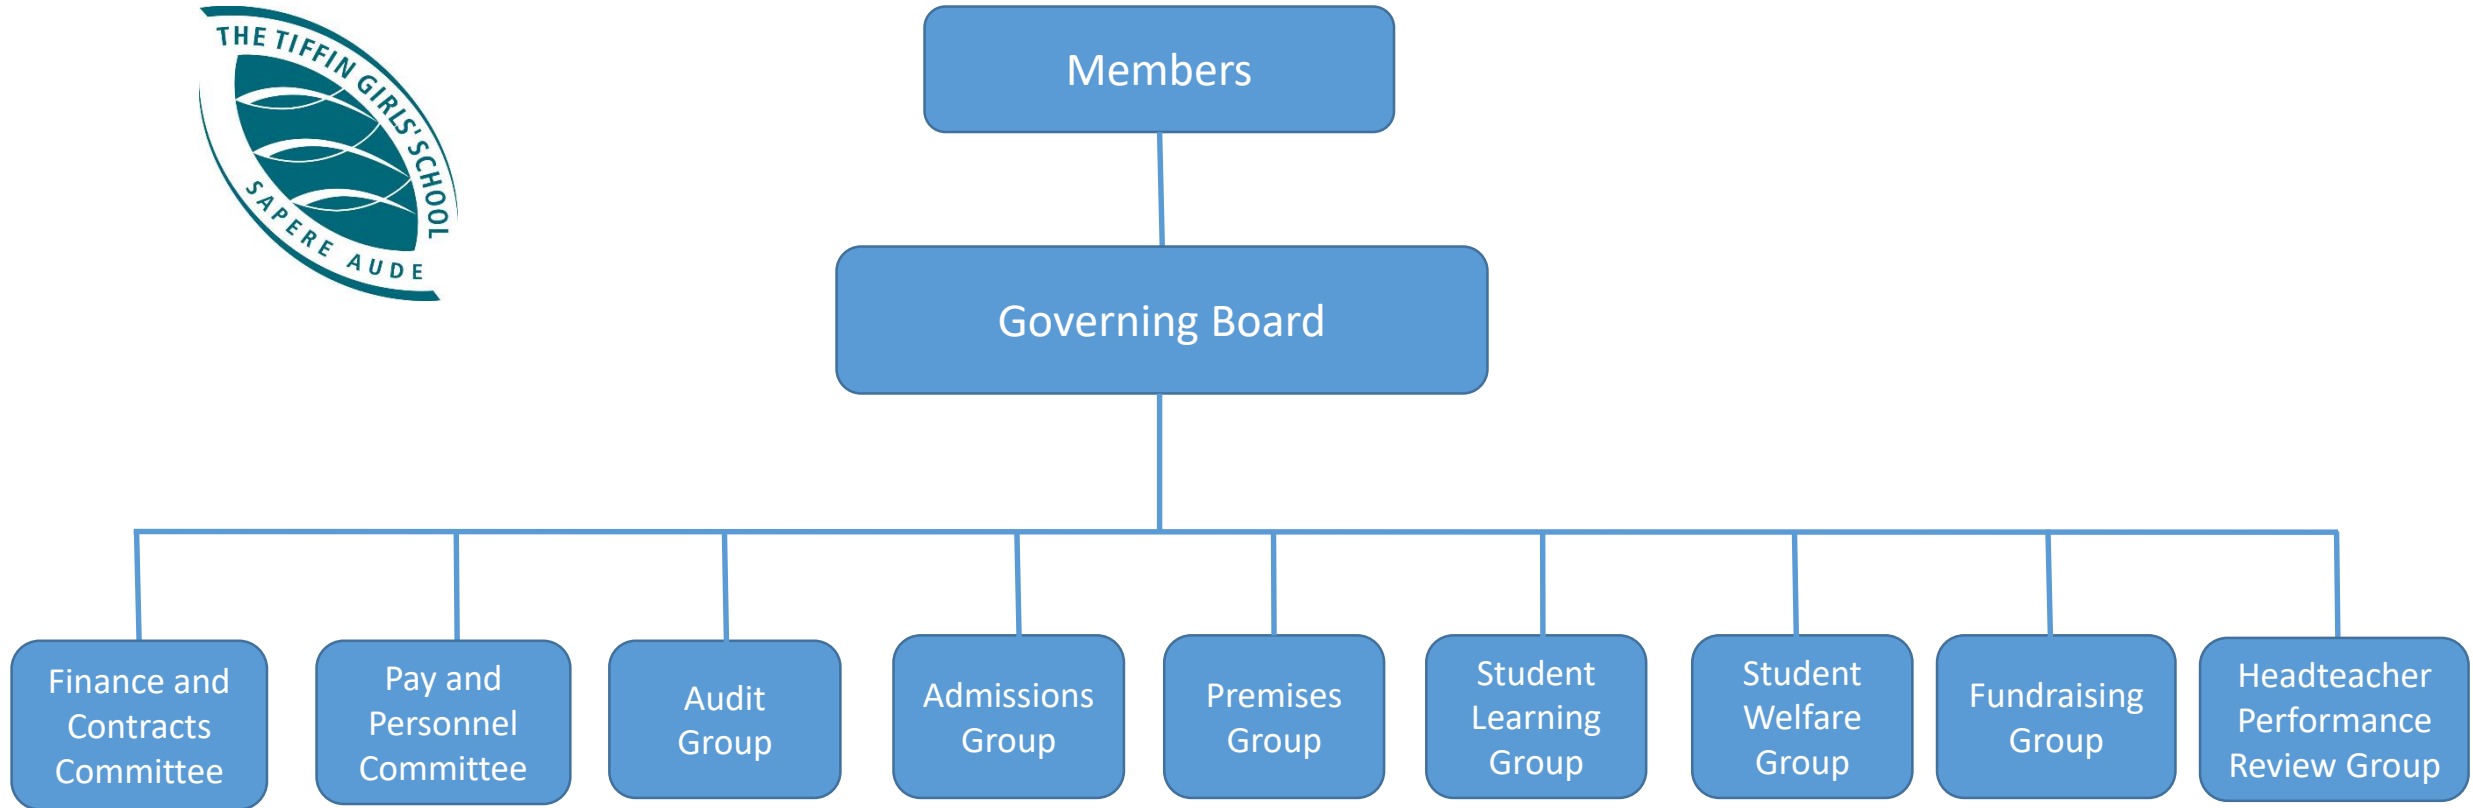 THE TIFFIN GIRLS' SCHOOL
SAPERE AUDE
Members
Governing Board
Finance and
Contracts
Committee
Pay and
Personnel
Committee
Audit
Group
Admissions
Group
Premises
Group
Student
Learning
Group
Student
Welfare
Group
Fundraising
Group
Headteacher
Performance
Review Group